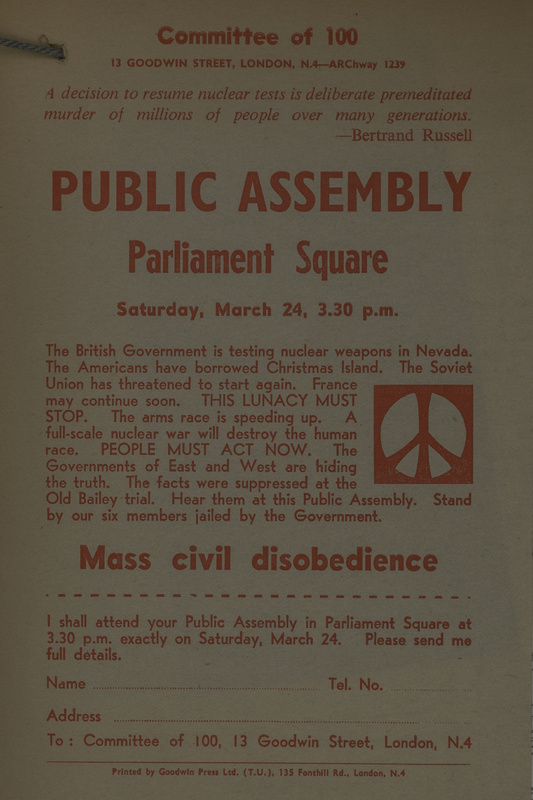 Committee of 100
13 GOODWIN STREET, LONDON, N.4—ARChway 1239
A decision to resume nuclear tests is deliberate premeditated
murder of millions of people over many generations.
—Bertrand Russell
PUBLIC ASSEMBLY
Parliament Square
Saturday, March 24, 3.30 p.m.
The British Government is testing nuclear weapons in Nevada.
The Americans have borrowed Christmas Island. The Soviet
Union has threatened to start again. France
may continue soon. THIS LUNACY MUST
STOP. The arms race is speeding up. A
full-scale nuclear war will destroy the human
race. PEOPLE MUST ACT NOW. The
Governments of East and West are hiding
the truth. The facts were suppressed at the
Old Bailey trial. Hear them at this Public Assembly. Stand
by our six members jailed by the Government.
Mass civil disobedience
I shall attend your Public Assembly in Parliament Square at
3.30 p.m. exactly on Saturday, March 24. Please send me
full details.
Name Tel. No.
Address
To : Committee of 100, 13 Goodwin Street, London, N.4
Printed by Goodwin Press Ltd. (T.U.), 135 Fonthill Rd., London, N.4